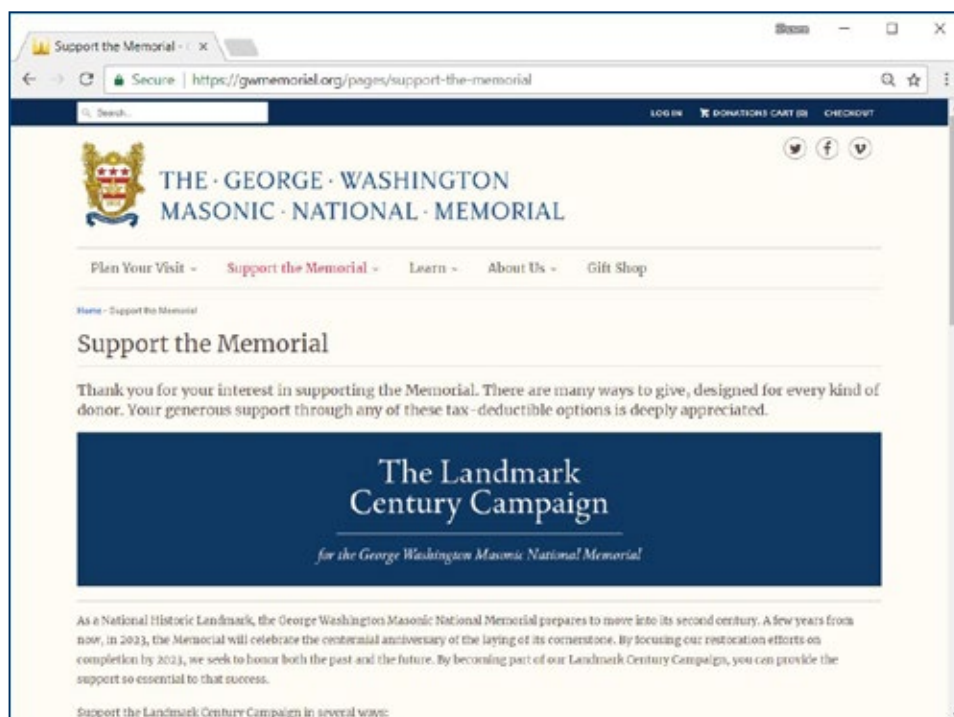 Support the Memorial -
Secure | https://gwmemorial.org/pages/support-the-memorial
Search...
LOG IN DONATIONS CART (0) CHECKOUT
THE · GEORGE · WASHINGTON
MASONIC · NATIONAL · MEMORIAL
Plan Your Visit Support the Memorial Learn About Us Gift Shop
Home - Support the Memorial
Support the Memorial
Thank you for your interest in supporting the Memorial. There are many ways to give, designed for every kind of
donor. Your generous support through any of these tax-deductible options is deeply appreciated.
The Landmark
Century Campaign
for the George Washington Masonic National Memorial
As a National Historic Landmark, the George Washington Masonic National Memorial prepares to move into its second century. A few years from
now, in 2023, the Memorial will celebrate the centennial anniversary of the laying of its cornerstone. By focusing our restoration efforts on
completion by 2023, we seek to honor both the past and the future. By becoming part of our Landmark Century Campaign, you can provide the
support so essential to that success.
Support the Landmark Century Campaign in several ways: